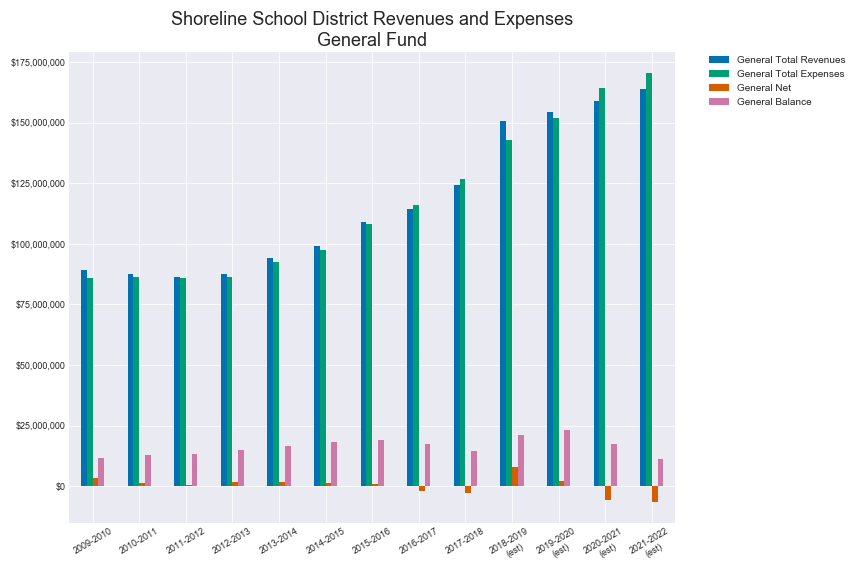 Shoreline School District Revenues and Expenses
General Fund
General Total Revenues
General Total Expenses
General Net
General Balance
$175,000,000
$150,000,000
$125,000,000
$100,000,000
$75,000,000
$50,000,000
$25,000,000
$0
2009-2010
2010-2011
2011-2012
2012-2013
2013-2014
2014-2015
2015-2016
2016-2017
2017-2018
2018-2019
(est)
2019-2020
(est)
2020-2021
(est)
2021-2022
(est)